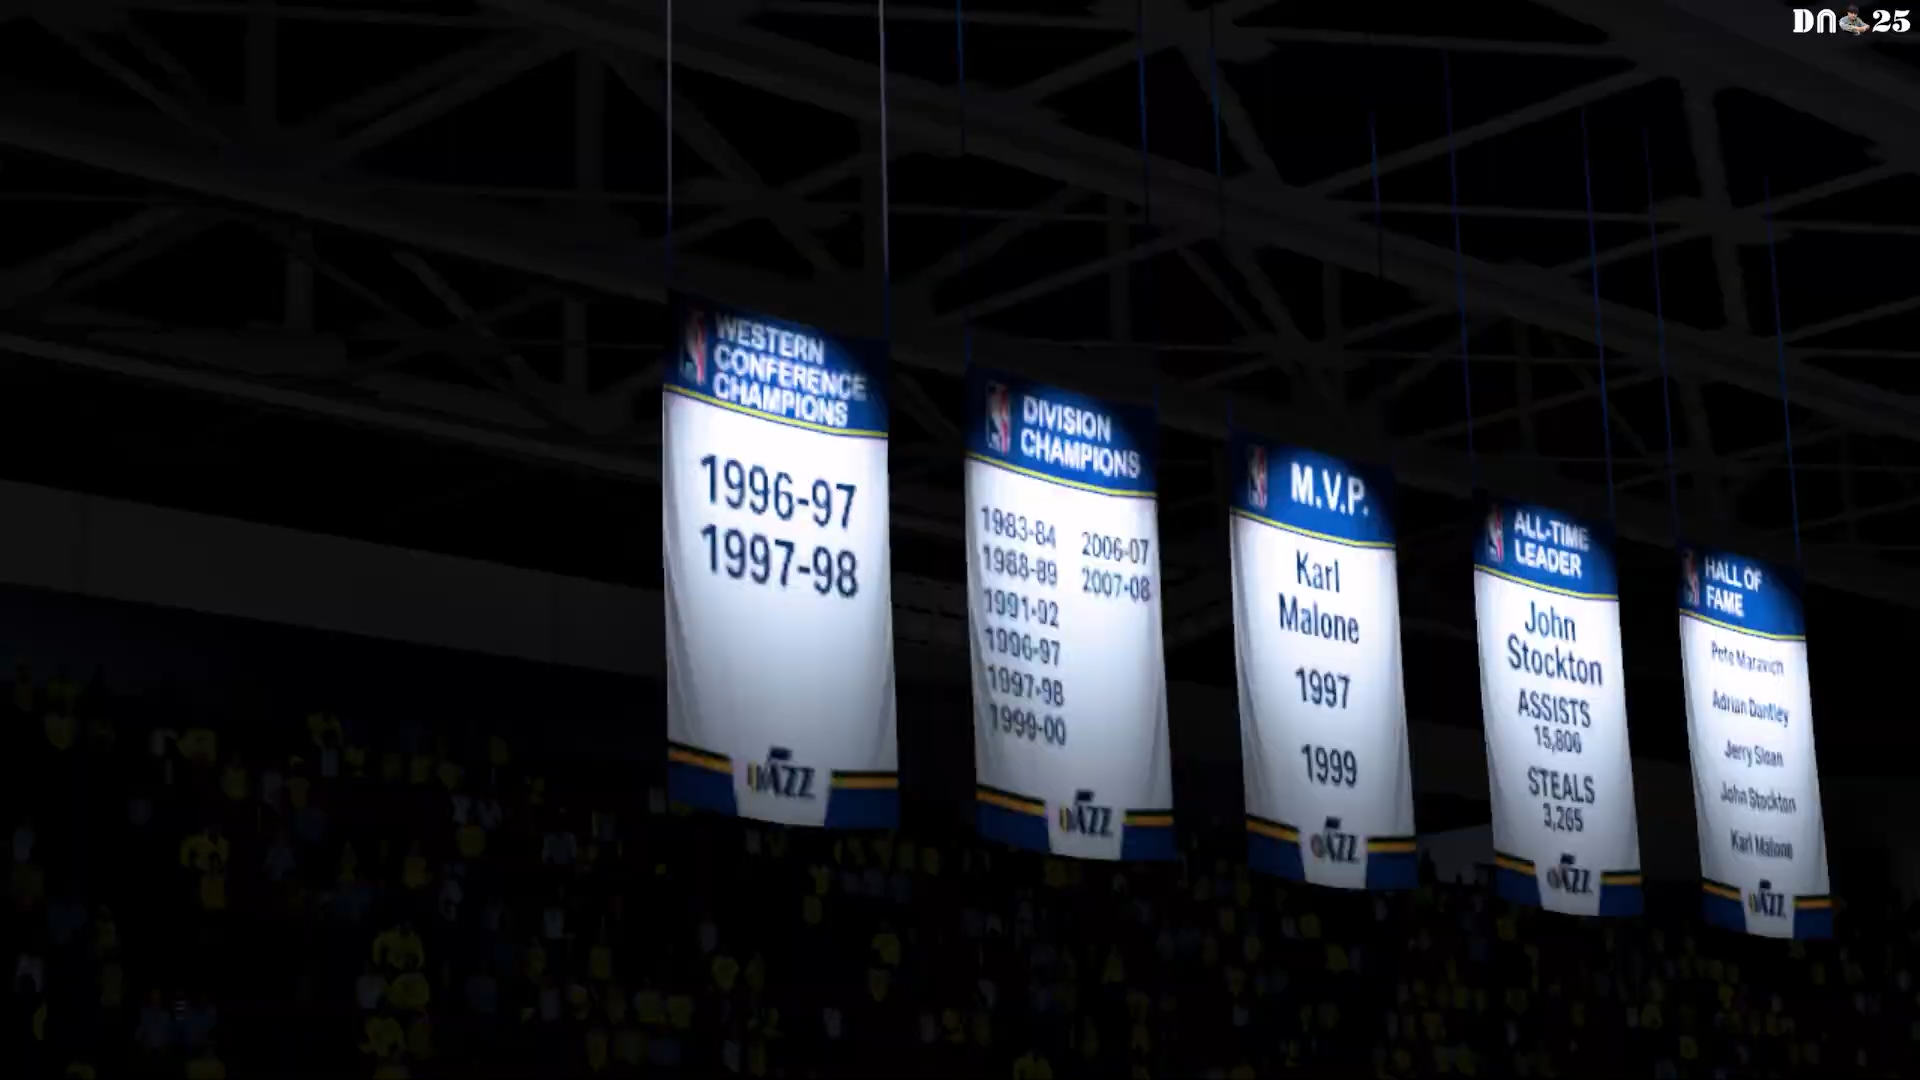 DN 25
WESTERN
CONFERENCE
CHAMPIONS
1996-97
1997-98
JAZZ
DIVISION
CHAMPIONS
1983-84 2006-07
1988-89 2007-08
1991-92
1996-97
1997-98
1999-00
JAZZ
M.V.P.
Karl
Malone
1997
1999
JAZZ
ALL-TIME
LEADER
John
Stockton
ASSISTS
15,806
STEALS
3,265
JAZZ
HALL OF
FAME
Pete Maravich
Adrian Dantley
Jerry Sloan
John Stockton
Karl Malone
JAZZ